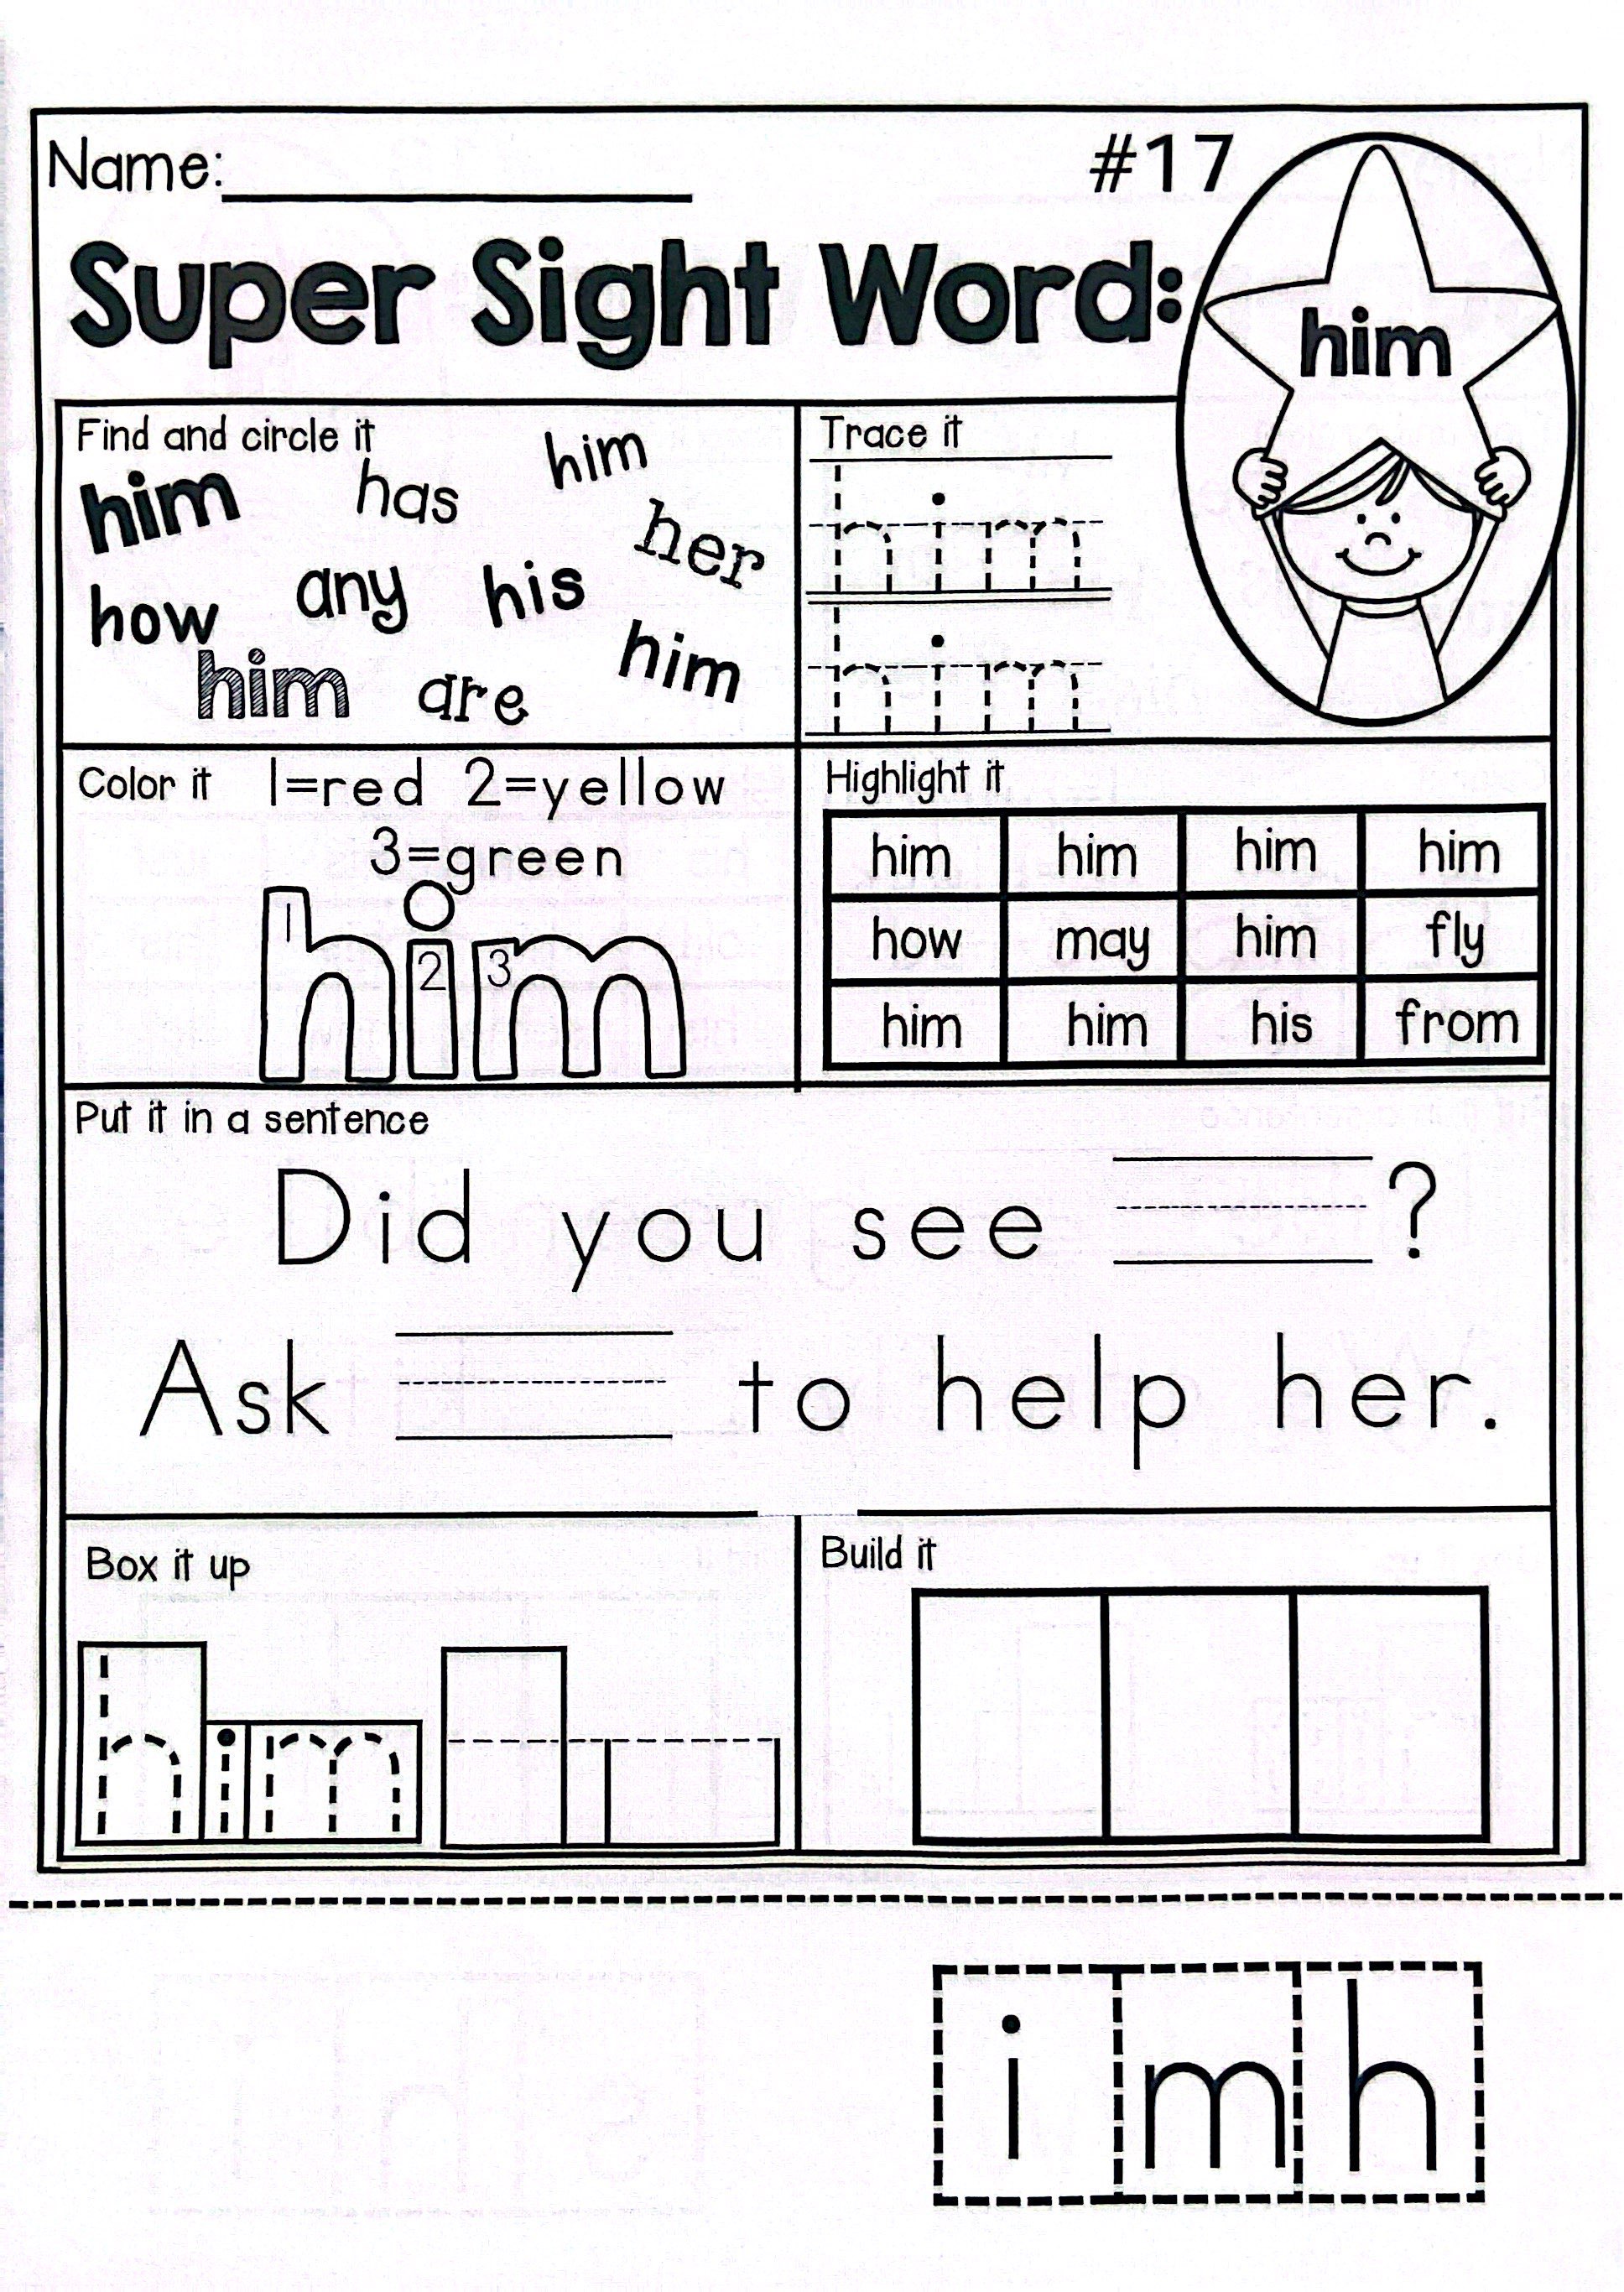 Name: #17
Super Sight Word:
him
Find and circle it
him has him
her
how any his
him are him
Trace it
him
him
Color it 1=red 2=yellow
3=green
him
1 2 3
Highlight it
him him him him
how may him fly
him him his from
Put it in a sentence
Did you see ?
Ask to help her.
Box it up
him
Build it
i m h